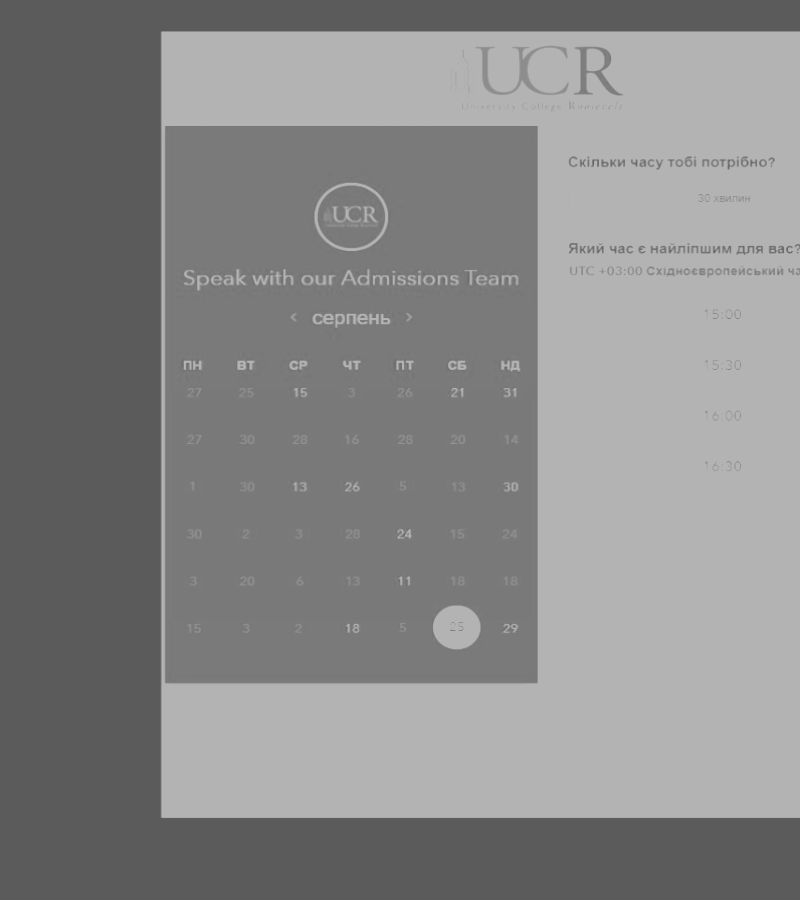 UCR
University College Roosevelt
UCR
Speak with our Admissions Team
‹ серпень ›
ПН ВТ СР ЧТ ПТ СБ НД
27 25 15 3 26 21 31
27 30 28 16 28 20 14
1 30 13 26 5 13 30
30 2 3 28 24 15 24
3 20 6 13 11 18 18
15 3 2 18 5 25 29
Скільки часу тобі потрібно?
30 хвилин
Який час є найліпшим для вас?
UTC +03:00 Східноєвропейський ча
15:00
15:30
16:00
16:30